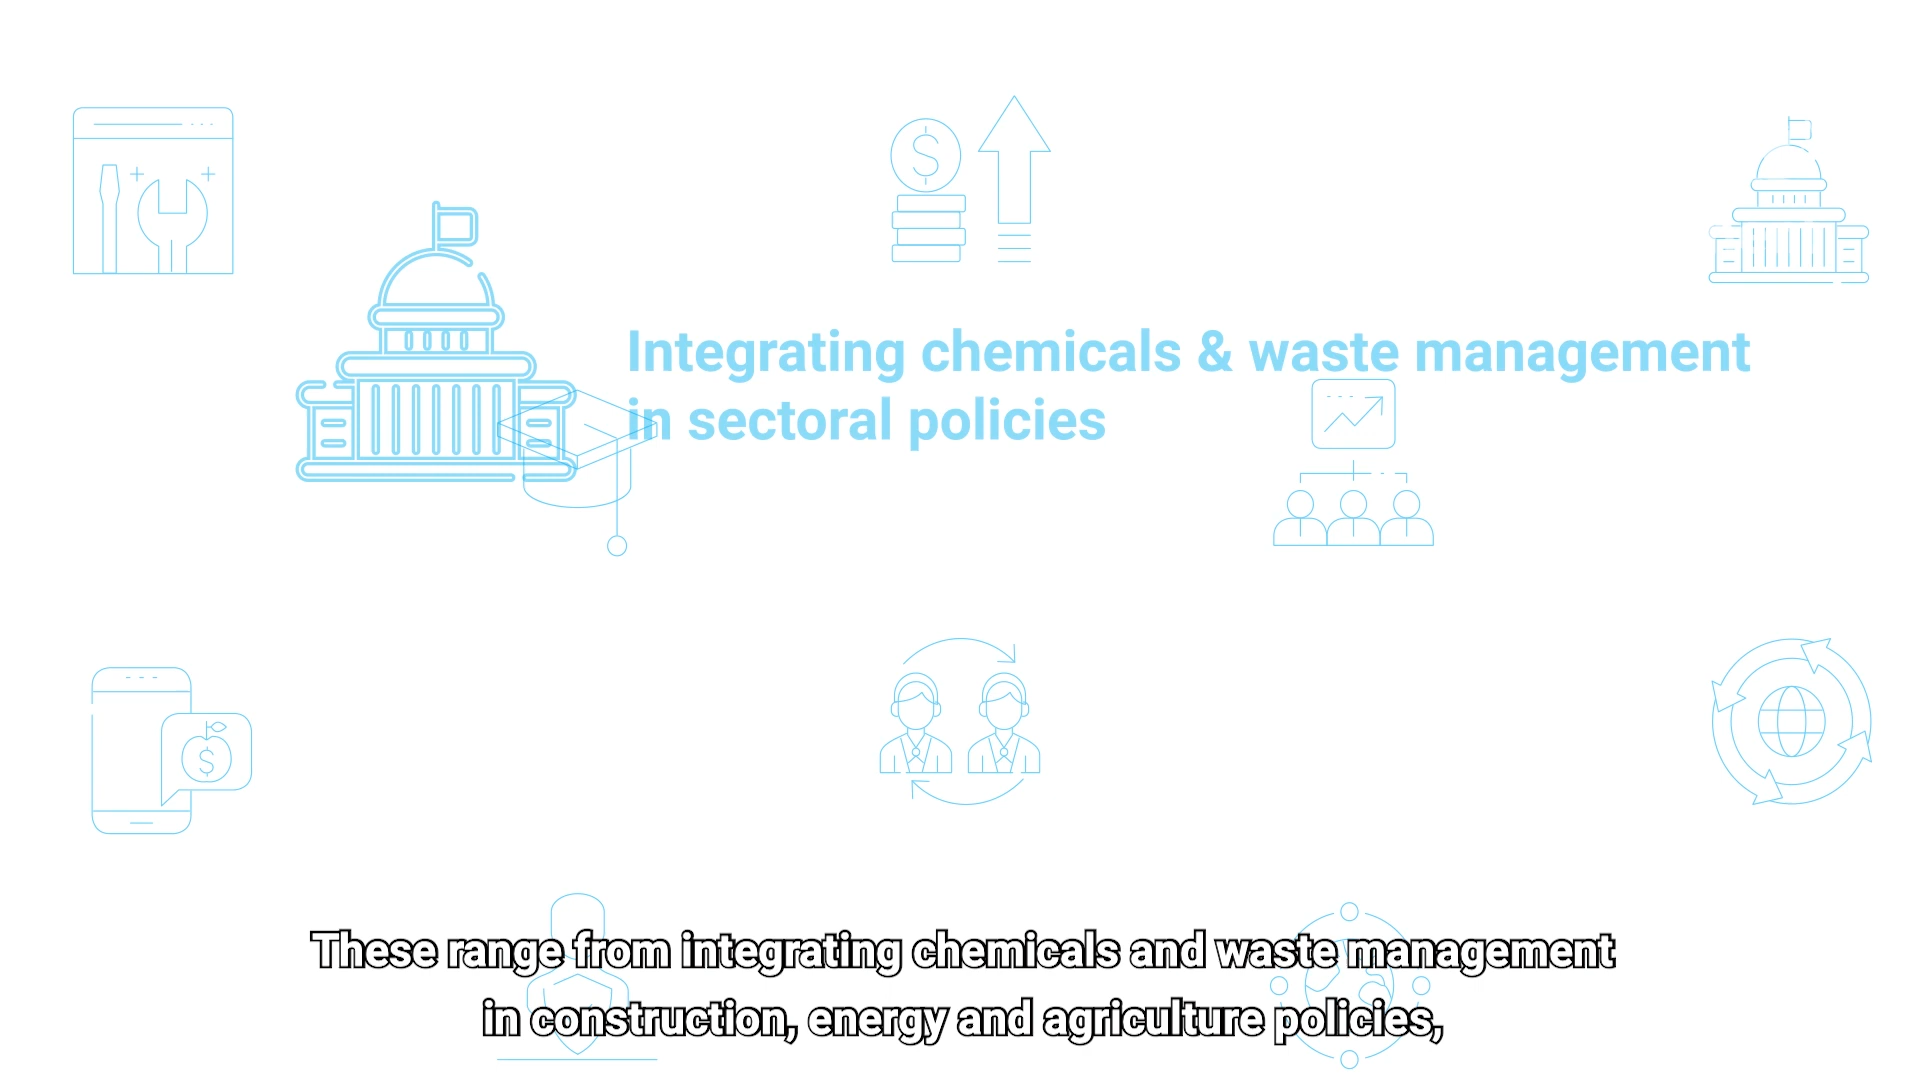 Integrating chemicals & waste management
in sectoral policies
These range from integrating chemicals and waste management
in construction, energy and agriculture policies,